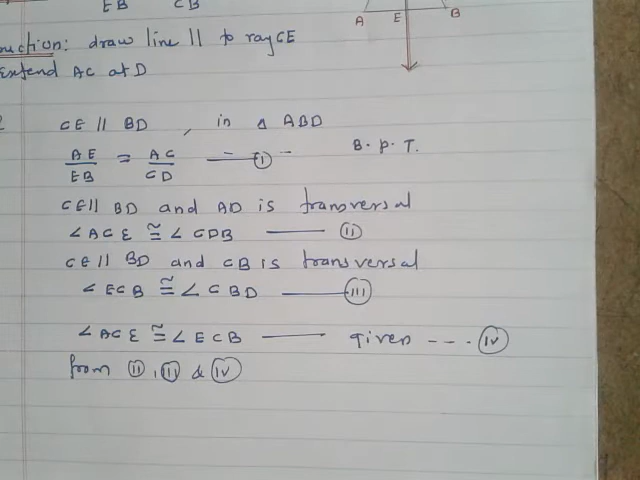 EB CB
A E B
uction: draw line || to ray CE
Extend AC at D
CE || BD , in △ ABD
AE/EB = AC/CD —— - - (I) B.P.T.
CE || BD and AD is transversal
∠ACE ≅ ∠CDB —— (II)
CE || BD and CB is transversal
∠ECB ≅ ∠CBD —— (III)
∠ACE ≅ ∠ECB —— given --- (IV)
from (II), (II) & (IV)